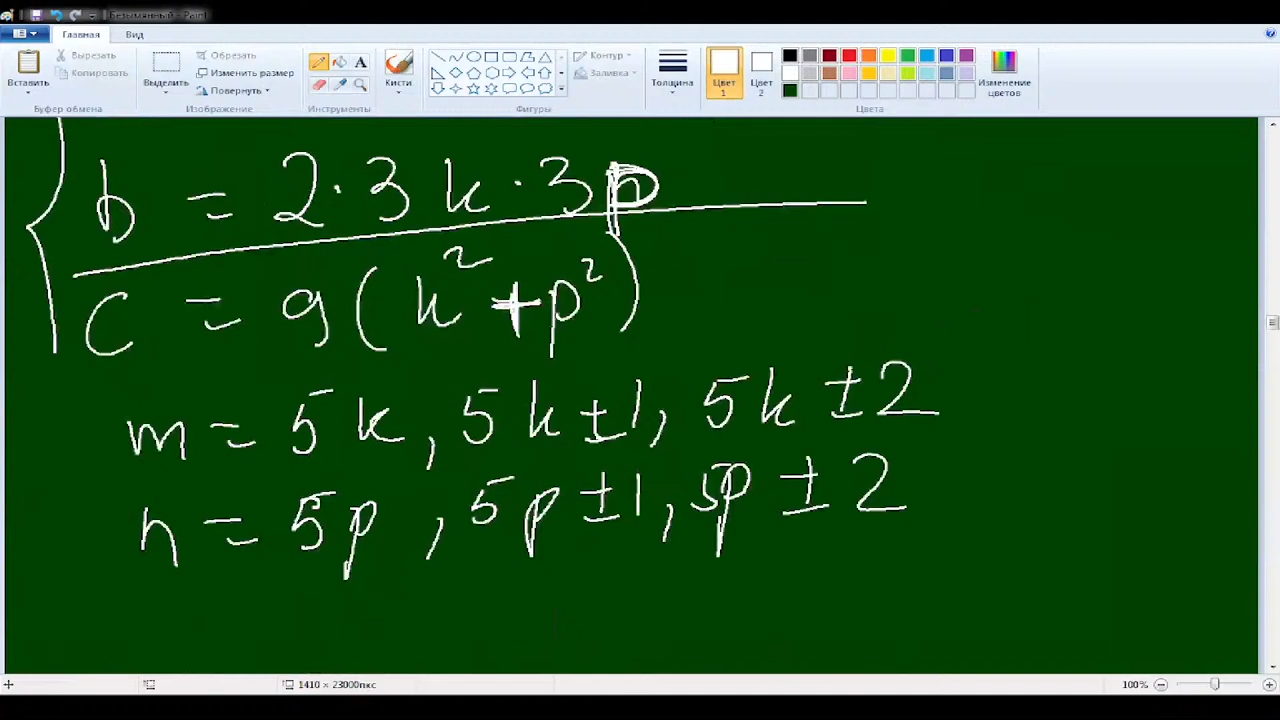 Безымянный - Paint
Главная Вид
Вставить
Вырезать
Копировать
Буфер обмена
Выделить
Обрезать
Изменить размер
Повернуть
Изображение
A
Инструменты
Кисти
Контур
Заливка
Фигуры
Толщина
Цвет 1
Цвет 2
Изменение цветов
Цвета
b = 2·3k·3p
c = 9(k² + p²)
m = 5k, 5k ± 1, 5k ± 2
n = 5p, 5p ± 1, 5p ± 2
1410 × 23000пкс
100%